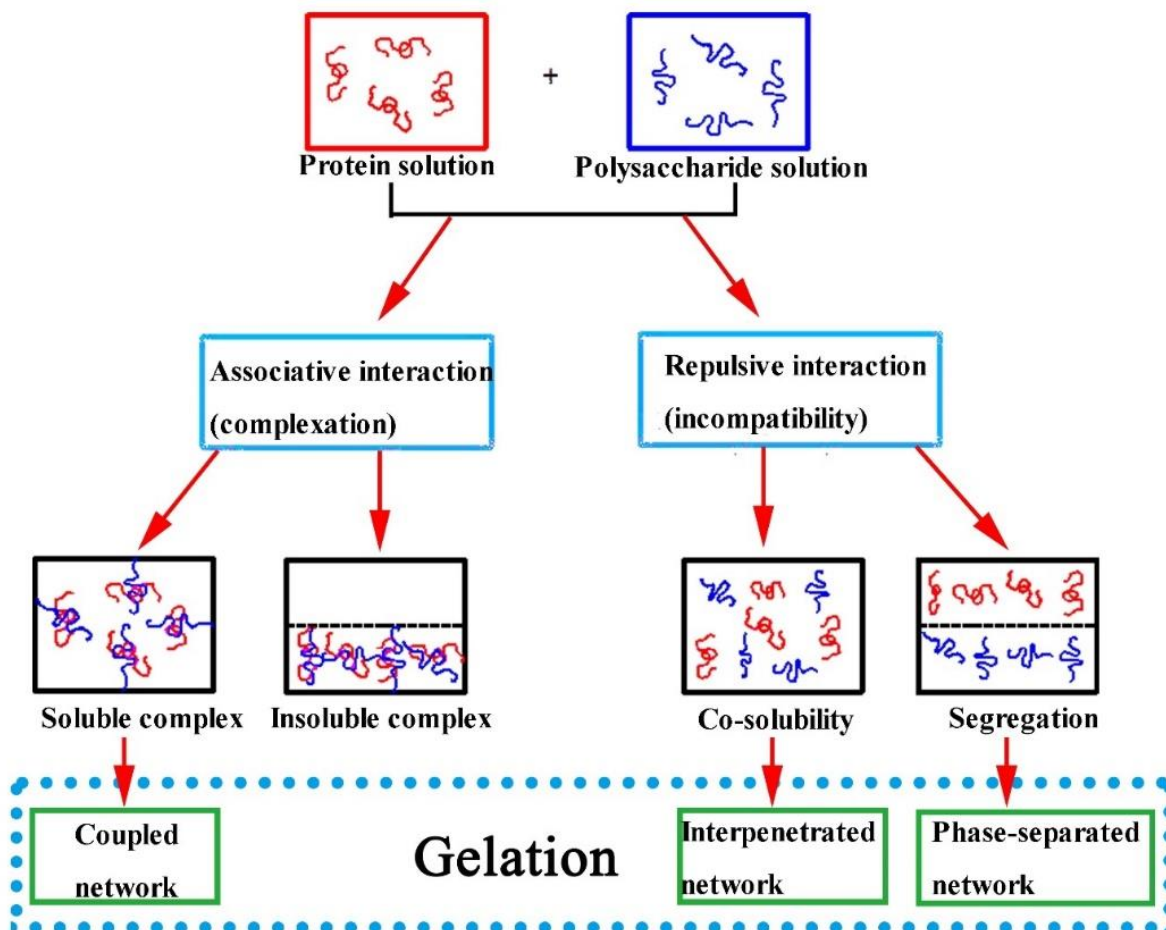 +
Protein solution
Polysaccharide solution
Associative interaction
(complexation)
Repulsive interaction
(incompatibility)
Soluble complex
Insoluble complex
Co-solubility
Segregation
Coupled
network
Gelation
Interpenetrated
network
Phase-separated
network